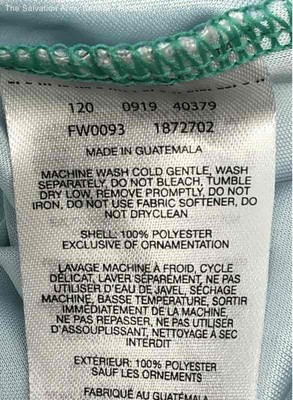 The Salvation Army
120 0919 40379
FW0093 1872702
MADE IN GUATEMALA
MACHINE WASH COLD GENTLE, WASH
SEPARATELY, DO NOT BLEACH, TUMBLE
DRY LOW, REMOVE PROMPTLY, DO NOT
IRON, DO NOT USE FABRIC SOFTENER, DO
NOT DRYCLEAN
SHELL: 100% POLYESTER
EXCLUSIVE OF ORNAMENTATION
LAVAGE MACHINE À FROID, CYCLE
DÉLICAT, LAVER SÉPARÉMENT, NE PAS
UTILISER D'EAU DE JAVEL, SÉCHAGE
MACHINE, BASSE TEMPÉRATURE, SORTIR
IMMÉDIATEMENT DE LA MACHINE,
NE PAS REPASSER, NE PAS UTILISER
D'ASSOUPLISSANT, NETTOYAGE À SEC
INTERDIT
EXTÉRIEUR: 100% POLYESTER
SAUF LES ORNEMENTS
FABRIQUÉ AU GUATÉMALA